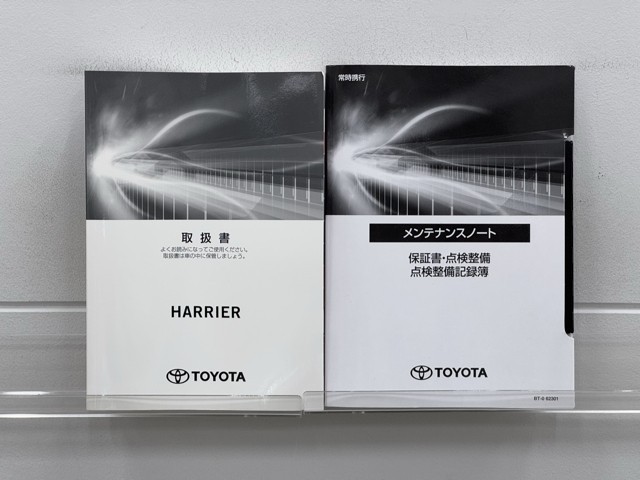 取扱書
よくお読みになってご使用ください。
取扱書は車の中に保管しましょう。
HARRIER
TOYOTA
常時携行
メンテナンスノート
保証書・点検整備
点検整備記録簿
TOYOTA
BT-0 62301